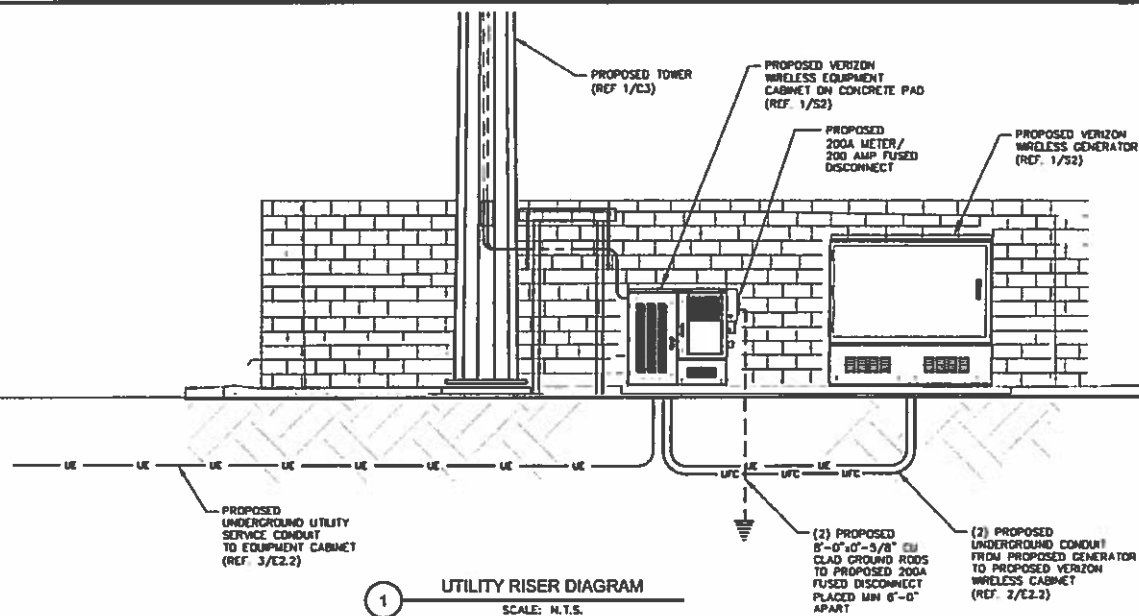 PROPOSED TOWER
(REF 1/C3)
PROPOSED VERIZON
WIRELESS EQUIPMENT
CABINET ON CONCRETE PAD
(REF. 1/S2)
PROPOSED
200A METER/
200 AMP FUSED
DISCONNECT
PROPOSED VERIZON
WIRELESS GENERATOR
(REF. 1/S2)
UE UE UE UE UE UE UE UE
UE UE
UFC UFC UFC
PROPOSED
UNDERGROUND UTILITY
SERVICE CONDUIT
TO EQUIPMENT CABINET
(REF. 3/E2.2)
(2) PROPOSED
8'-0"x0'-5/8" CU
CLAD GROUND RODS
TO PROPOSED 200A
FUSED DISCONNECT
PLACED MIN 6'-0"
APART
(2) PROPOSED
UNDERGROUND CONDUIT
FROM PROPOSED GENERATOR
TO PROPOSED VERIZON
WIRELESS CABINET
(REF. 2/E2.2)
1
UTILITY RISER DIAGRAM
SCALE: N.T.S.